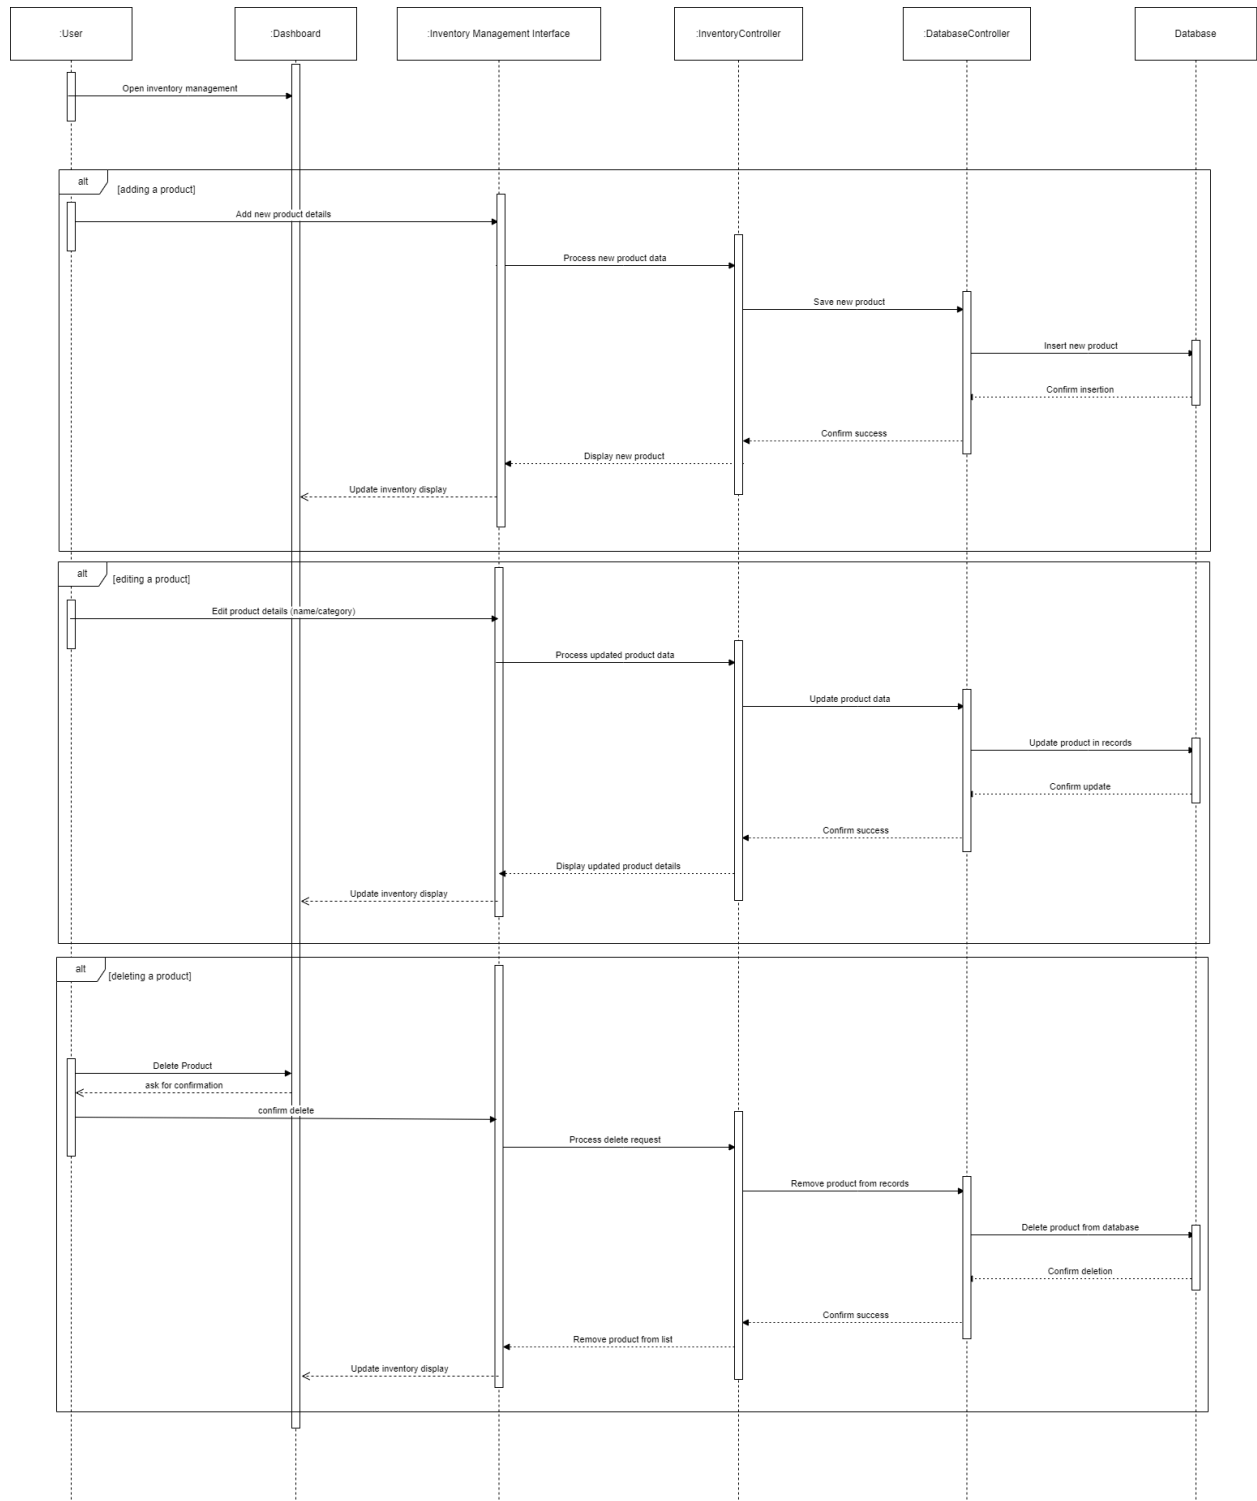 :User
:Dashboard
:Inventory Management Interface
:InventoryController
:DatabaseController
Database
Open inventory management
alt
[adding a product]
Add new product details
Process new product data
Save new product
Insert new product
Confirm insertion
Confirm success
Display new product
Update inventory display
alt
[editing a product]
Edit product details (name/category)
Process updated product data
Update product data
Update product in records
Confirm update
Confirm success
Display updated product details
Update inventory display
alt
[deleting a product]
Delete Product
ask for confirmation
confirm delete
Process delete request
Remove product from records
Delete product from database
Confirm deletion
Confirm success
Remove product from list
Update inventory display